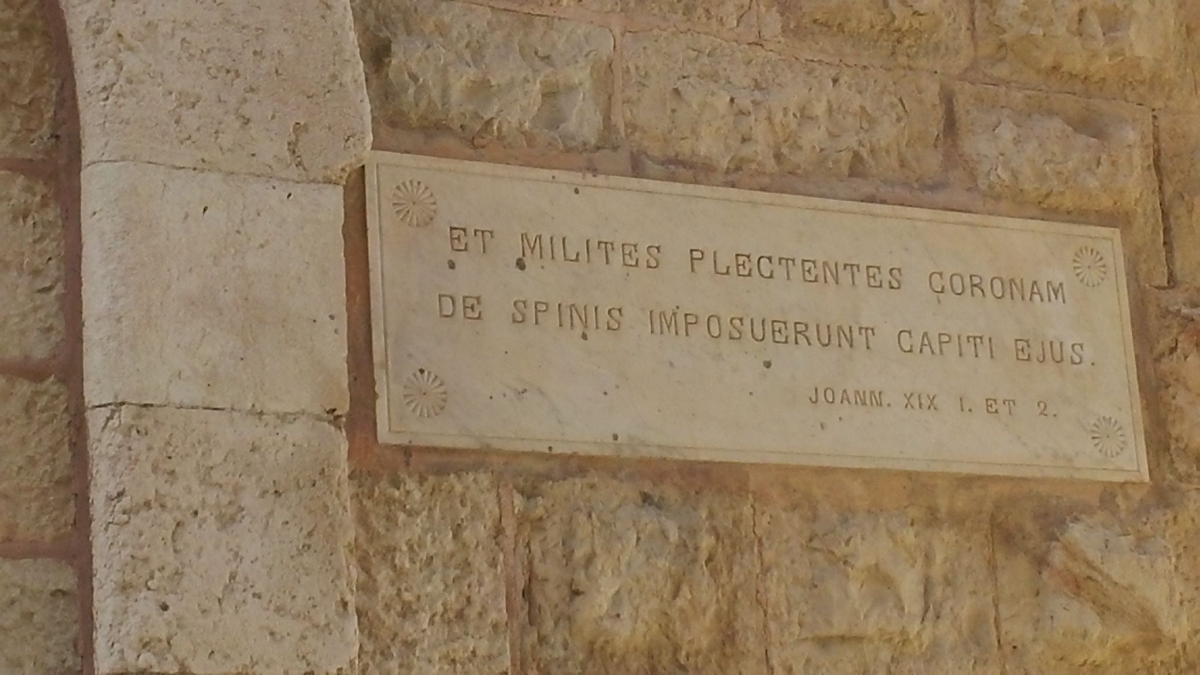 ET MILITES PLECTENTES CORONAM
DE SPINIS IMPOSUERUNT CAPITI EJUS.
JOANN. XIX 1. ET 2.